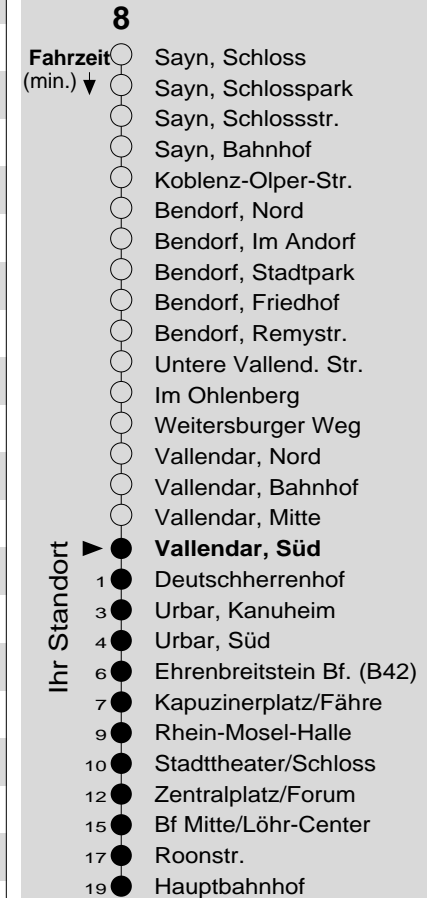 8
Fahrzeit Sayn, Schloss
(min.) Sayn, Schlosspark
Sayn, Schlossstr.
Sayn, Bahnhof
Koblenz-Olper-Str.
Bendorf, Nord
Bendorf, Im Andorf
Bendorf, Stadtpark
Bendorf, Friedhof
Bendorf, Remystr.
Untere Vallend. Str.
Im Ohlenberg
Weitersburger Weg
Vallendar, Nord
Vallendar, Bahnhof
Vallendar, Mitte
Ihr Standort
Vallendar, Süd
1 Deutschherrenhof
3 Urbar, Kanuheim
4 Urbar, Süd
6 Ehrenbreitstein Bf. (B42)
7 Kapuzinerplatz/Fähre
9 Rhein-Mosel-Halle
10 Stadttheater/Schloss
12 Zentralplatz/Forum
15 Bf Mitte/Löhr-Center
17 Roonstr.
19 Hauptbahnhof